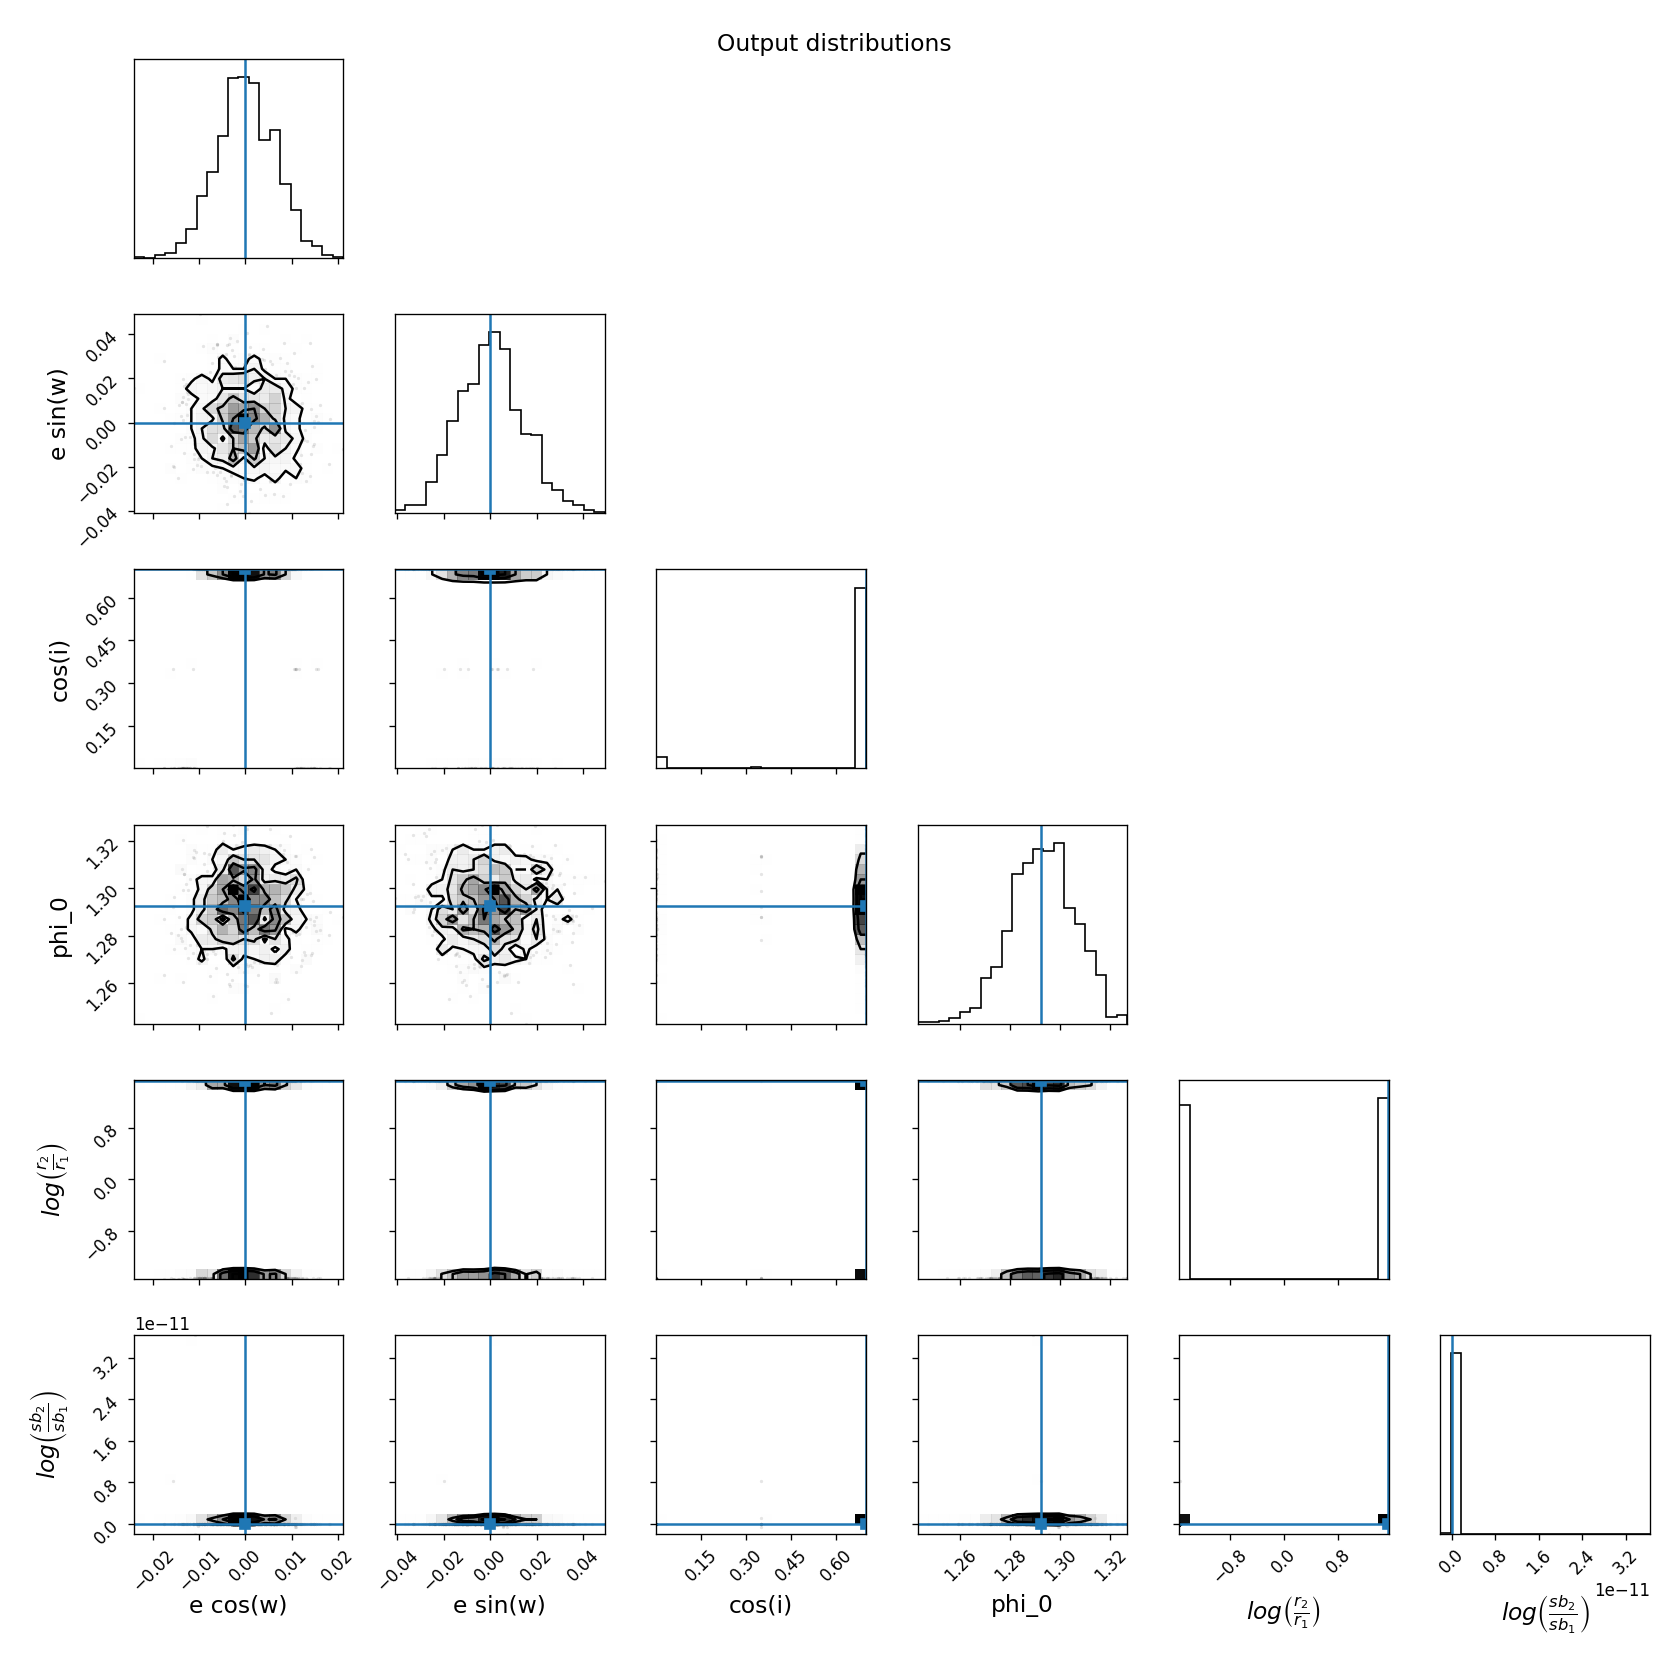 Output distributions
e sin(w)
0.04
0.02
0.00
−0.02
−0.04
cos(i)
0.60
0.45
0.30
0.15
phi_0
1.32
1.30
1.28
1.26
log(r2/r1)
0.8
0.0
−0.8
1e−11
log(sb2/sb1)
3.2
2.4
1.6
0.8
0.0
−0.02 −0.01 0.00 0.01 0.02
−0.04 −0.02 0.00 0.02 0.04
0.15 0.30 0.45 0.60
1.26 1.28 1.30 1.32
−0.8 0.0 0.8
0.0 0.8 1.6 2.4 3.2
1e−11
e cos(w)
e sin(w)
cos(i)
phi_0
log(r2/r1)
log(sb2/sb1)